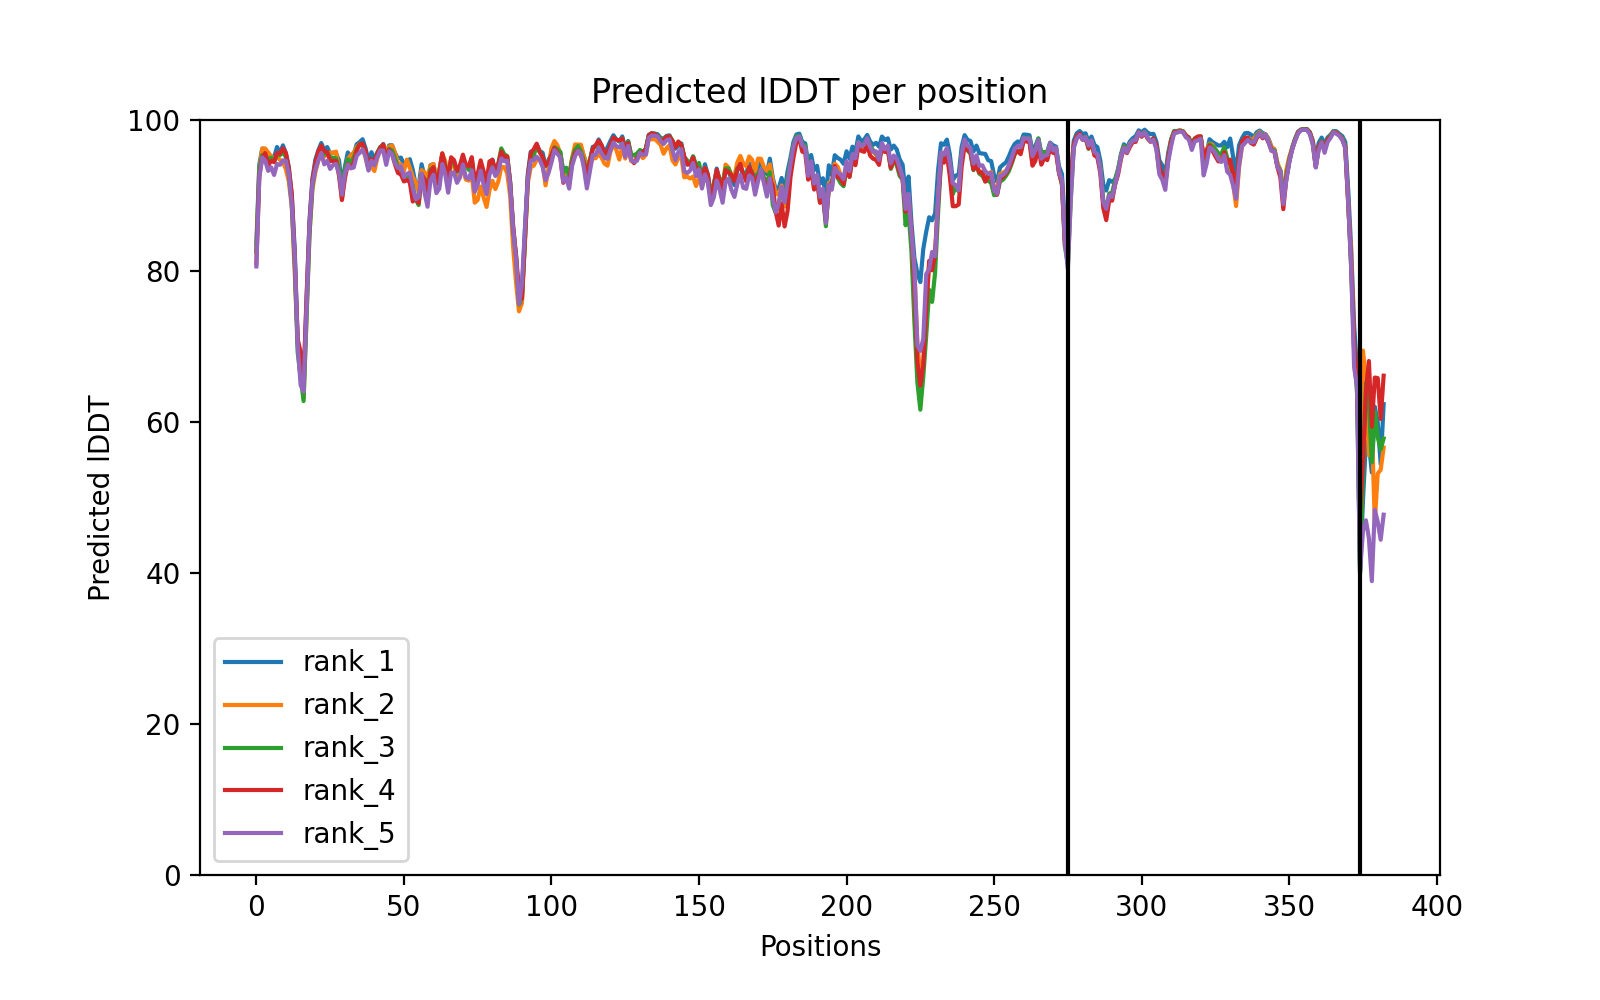 Predicted lDDT per position
100
80
60
40
20
0
Predicted lDDT
rank_1
rank_2
rank_3
rank_4
rank_5
0 50 100 150 200 250 300 350 400
Positions